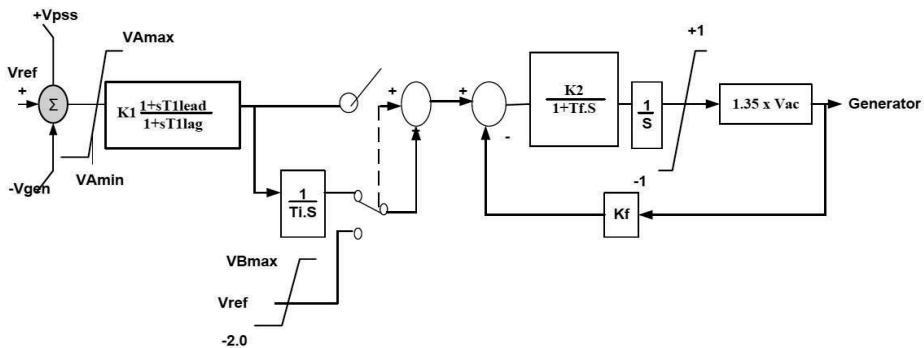 +Vpss
VAmax
Vref
+
Σ
K1 1+sT1lead
1+sT1lag
-Vgen
VAmin
1
Ti.S
VBmax
Vref
-2.0
+
+
+
-
K2
1+Tf.S
1
S
+1
-1
1.35 x Vac
Generator
Kf